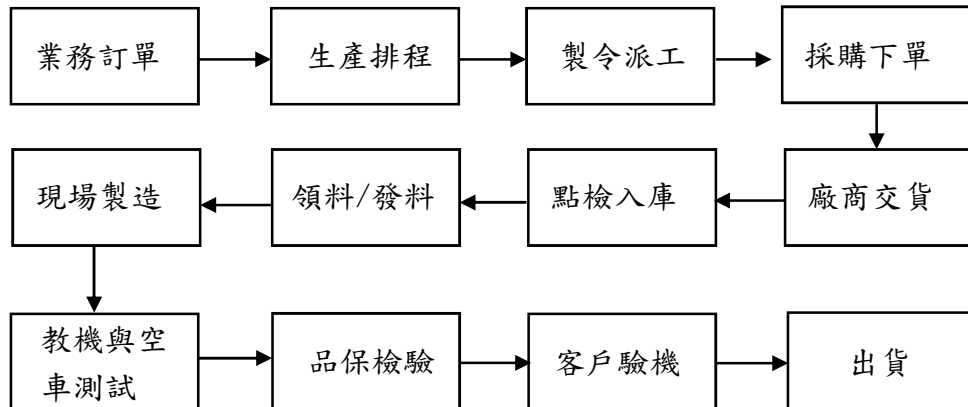 業務訂單
生產排程
製令派工
採購下單
廠商交貨
點檢入庫
領料/發料
現場製造
教機與空
車測試
品保檢驗
客戶驗機
出貨